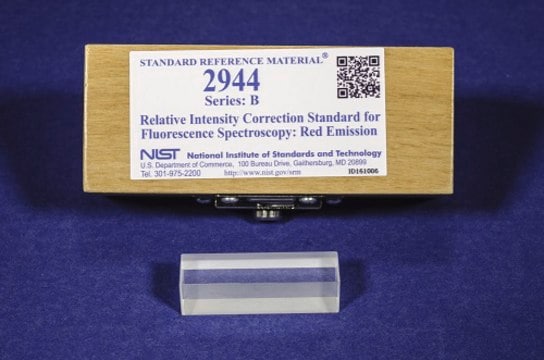 STANDARD REFERENCE MATERIAL®
2944
Series: B
Relative Intensity Correction Standard for
Fluorescence Spectroscopy: Red Emission
NIST National Institute of Standards and Technology
U.S. Department of Commerce, 100 Bureau Drive, Gaithersburg, MD 20899
Tel. 301-975-2200 http://www.nist.gov/srm ID161006